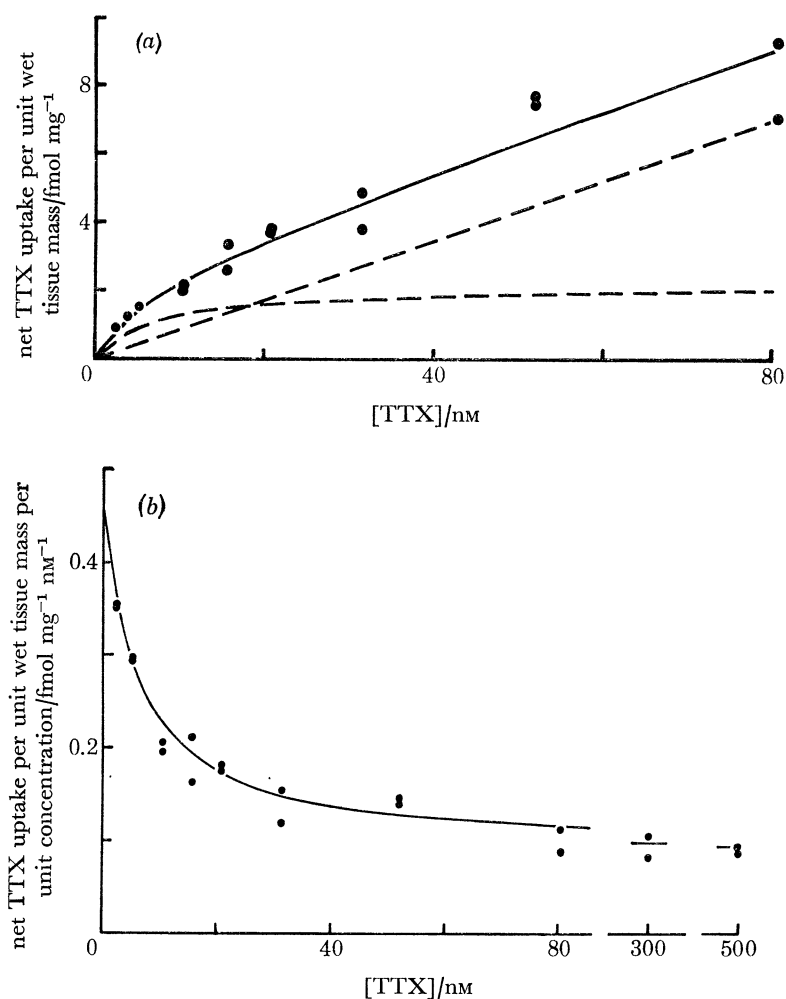 (a)
net TTX uptake per unit wet
tissue mass/fmol mg⁻¹
8
4
0
40
80
[TTX]/nM
(b)
net TTX uptake per unit wet tissue mass per
unit concentration/fmol mg⁻¹ nM⁻¹
0.4
0.2
0
40
80
300
500
[TTX]/nM